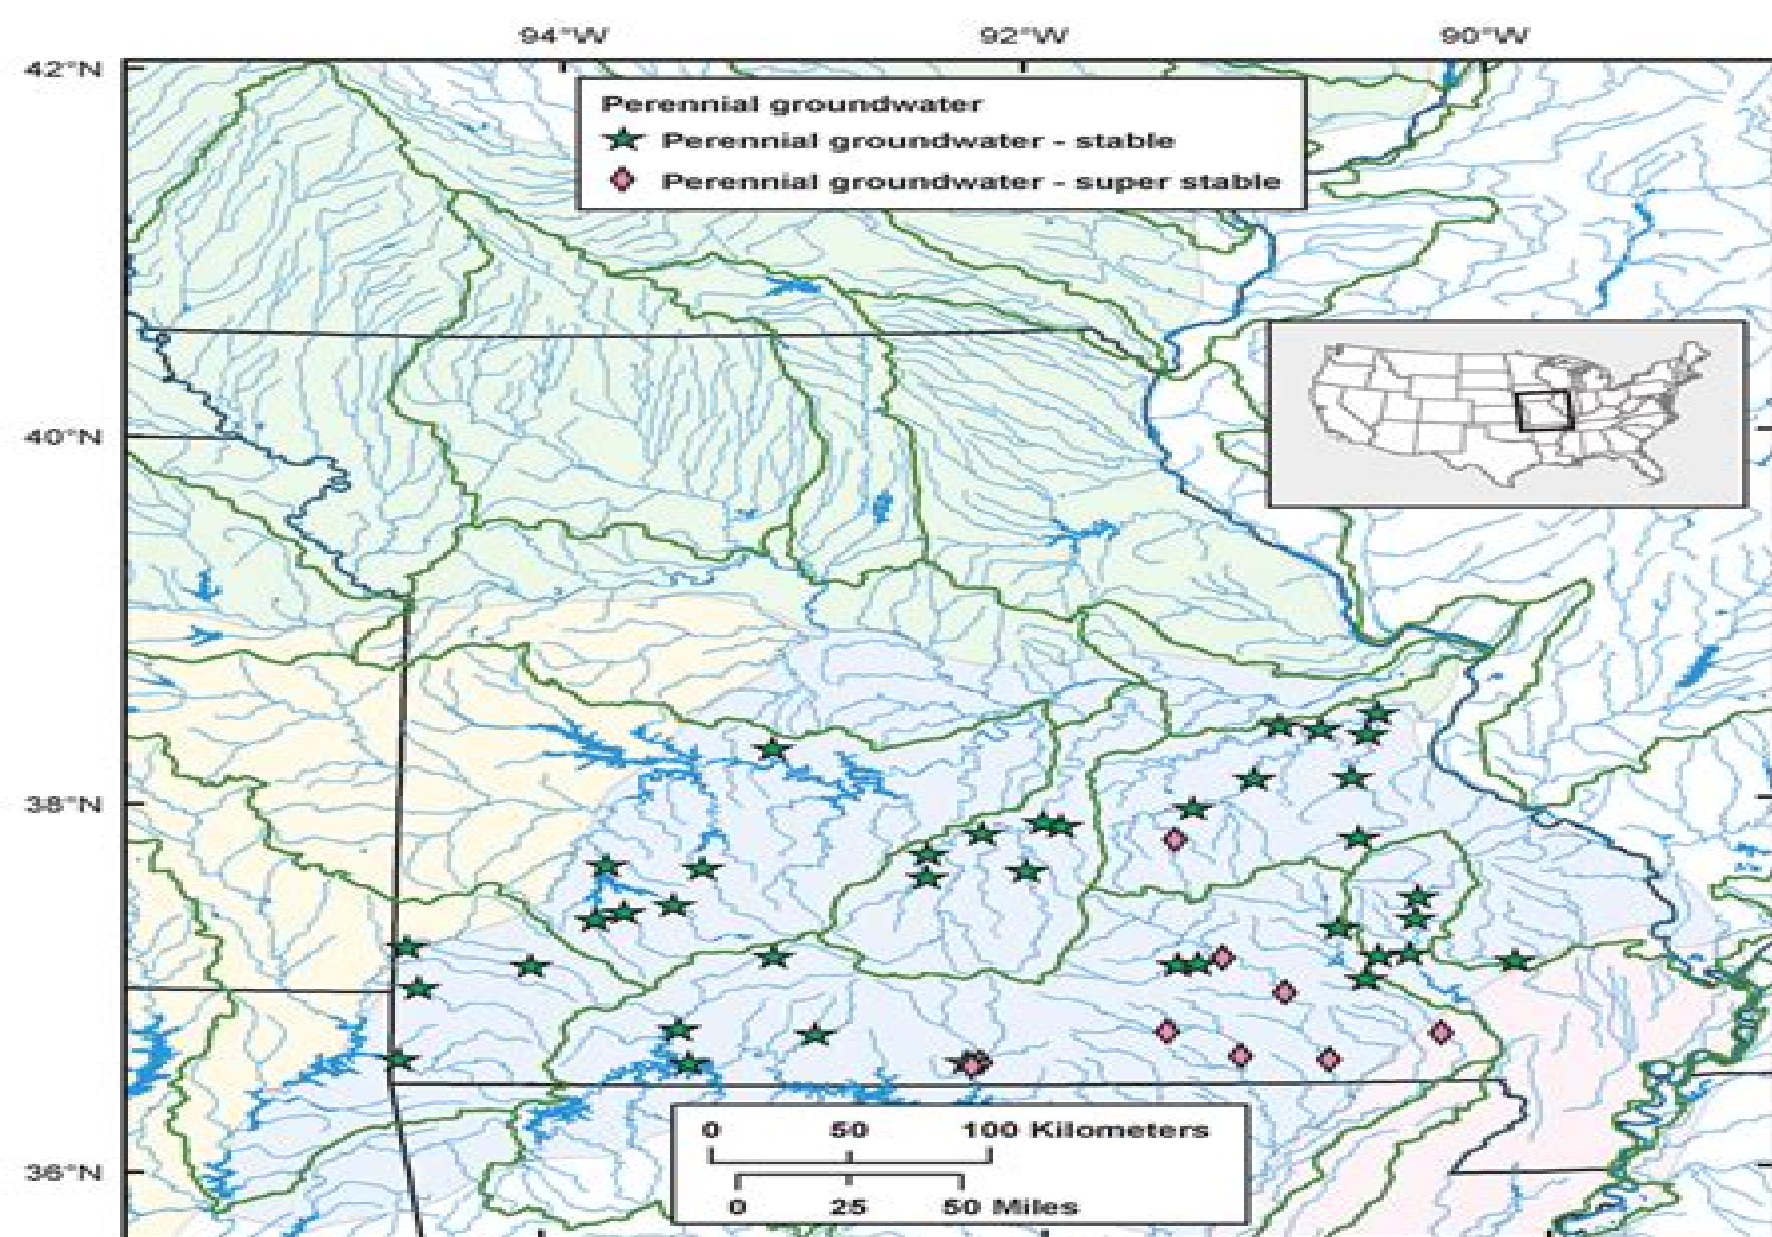 94°W 92°W 90°W
42°N
Perennial groundwater
Perennial groundwater - stable
Perennial groundwater - super stable
40°N
38°N
36°N
0 50 100 Kilometers
0 25 50 Miles